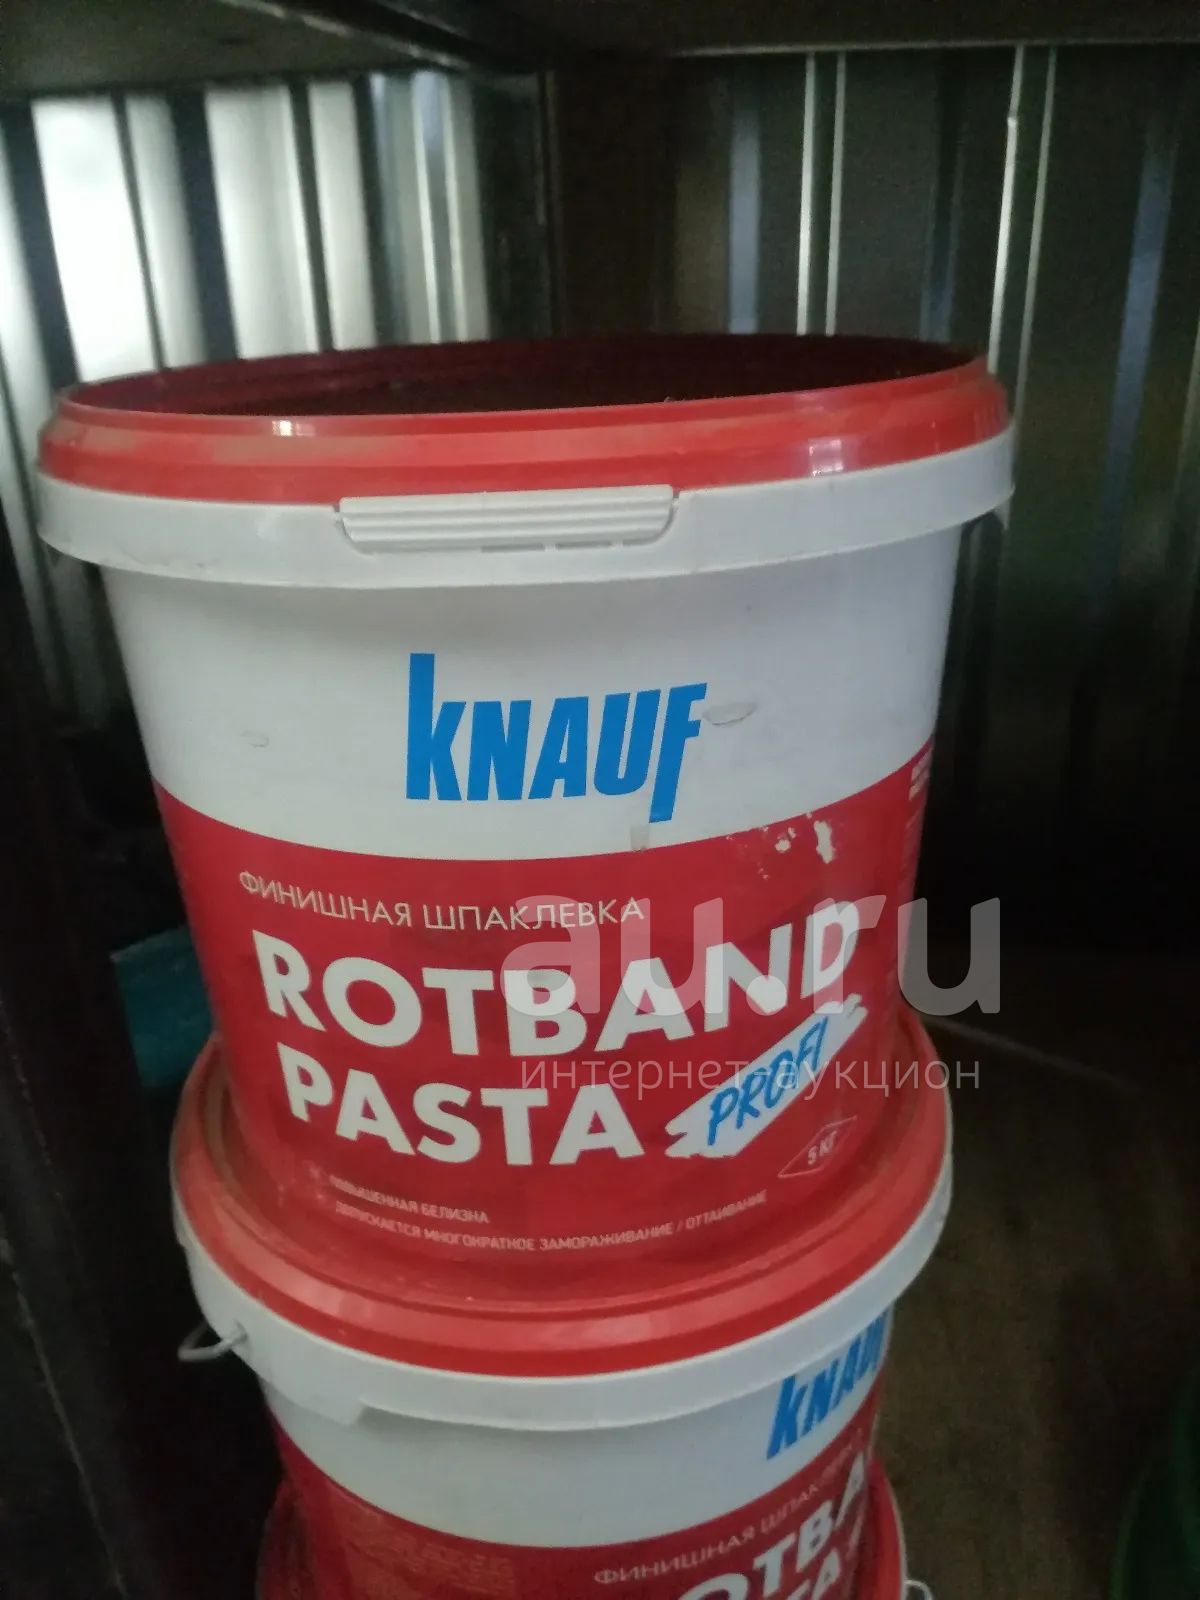 KNAUF
ФИНИШНАЯ ШПАКЛЕВКА
ROTBAND
PASTA
PROFI
5 КГ
ПОВЫШЕННАЯ БЕЛИЗНА
ДОПУСКАЕТСЯ МНОГОКРАТНОЕ ЗАМОРАЖИВАНИЕ / ОТТАИВАНИЕ
au.ru
интернет-аукцион
KNAUF
ФИНИШНАЯ